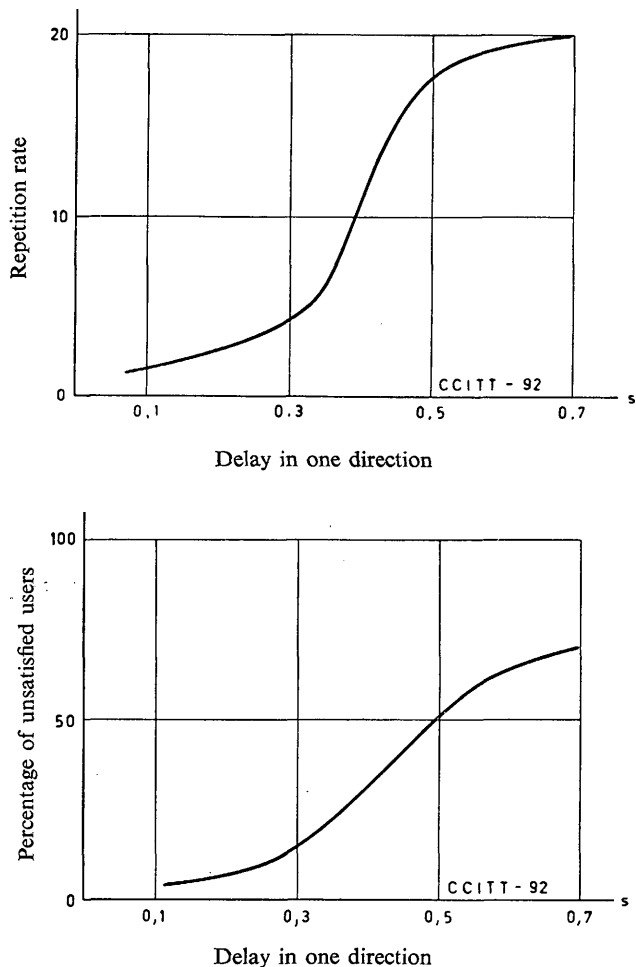 20
10
0
Repetition rate
CCITT - 92
0,1
0.3
0,5
0,7
s
Delay in one direction
100
50
0
Percentage of unsatisfied users
CCITT - 92
0,1
0,3
0,5
0,7
s
Delay in one direction